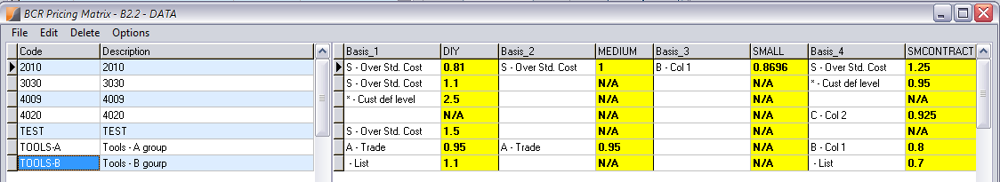 BCR Pricing Matrix - B2.2 - DATA
File Edit Delete Options
Code Description Basis_1 DIY Basis_2 MEDIUM Basis_3 SMALL Basis_4 SMCONTRACT
2010 2010 S - Over Std. Cost 0.81 S - Over Std. Cost 1 B - Col 1 0.8696 S - Over Std. Cost 1.25
3030 3030 S - Over Std. Cost 1.1 N/A N/A * - Cust def level 0.95
4009 4009 * - Cust def level 2.5 N/A N/A N/A
4020 4020 N/A N/A N/A C - Col 2 0.925
TEST TEST S - Over Std. Cost 1.5 N/A N/A N/A
TOOLS-A Tools - A group A - Trade 0.95 A - Trade 0.95 N/A B - Col 1 0.8
TOOLS-B Tools - B gourp - List 1.1 N/A N/A - List 0.7